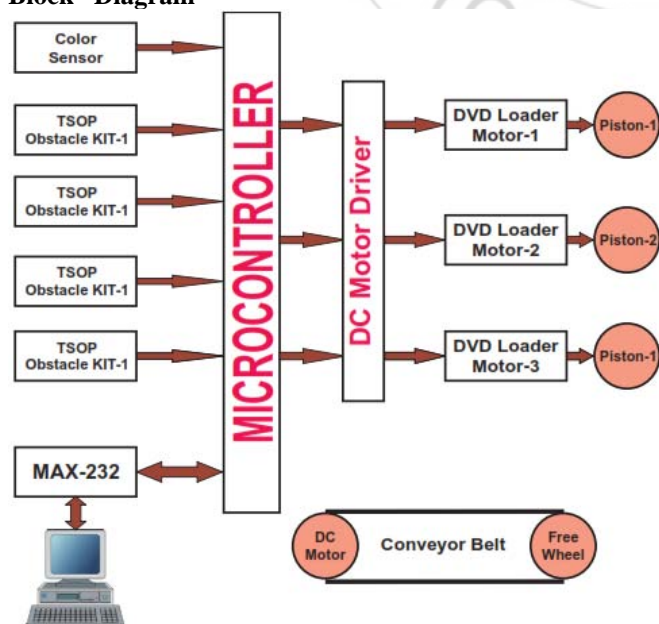 Block Diagram
Color
Sensor
TSOP
Obstacle KIT-1
TSOP
Obstacle KIT-1
TSOP
Obstacle KIT-1
TSOP
Obstacle KIT-1
MAX-232
MICROCONTROLLER
DC Motor Driver
DVD Loader
Motor-1
Piston-1
DVD Loader
Motor-2
Piston-2
DVD Loader
Motor-3
Piston-1
DC
Motor
Conveyor Belt
Free
Wheel